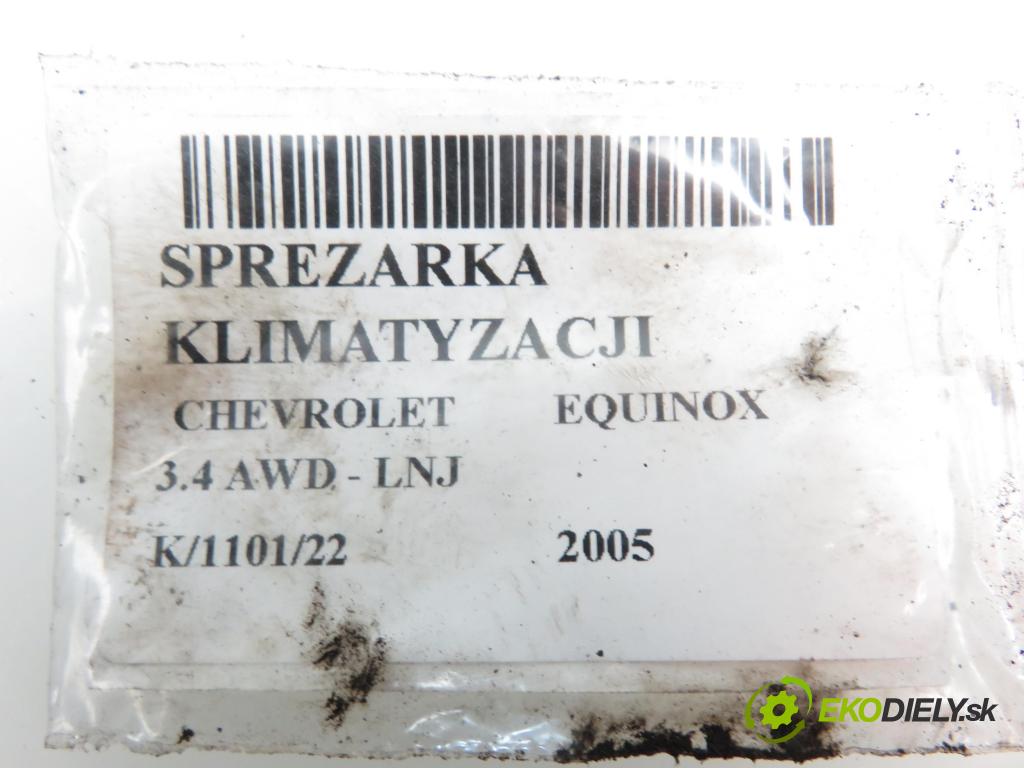 SPREZARKA
KLIMATYZACJI
CHEVROLET EQUINOX
3.4 AWD - LNJ
K/1101/22 2005
EKODIELY.sk